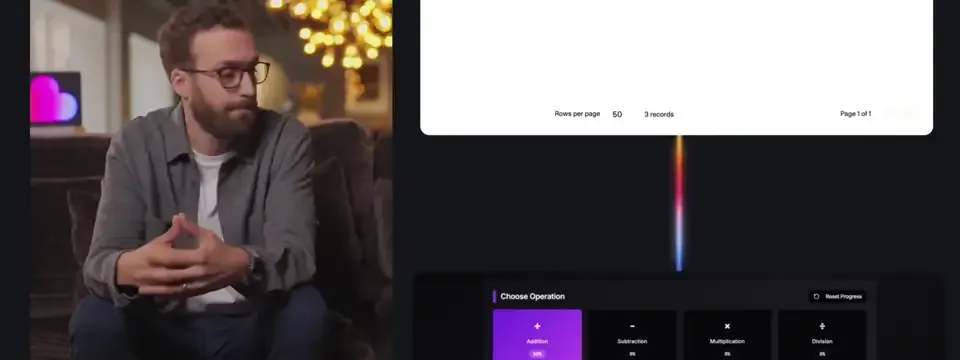 Rows per page 50 3 records Page 1 of 1
Choose Operation Reset Progress
+ - × ÷
Addition Subtraction Multiplication Division
50% 0% 0% 0%